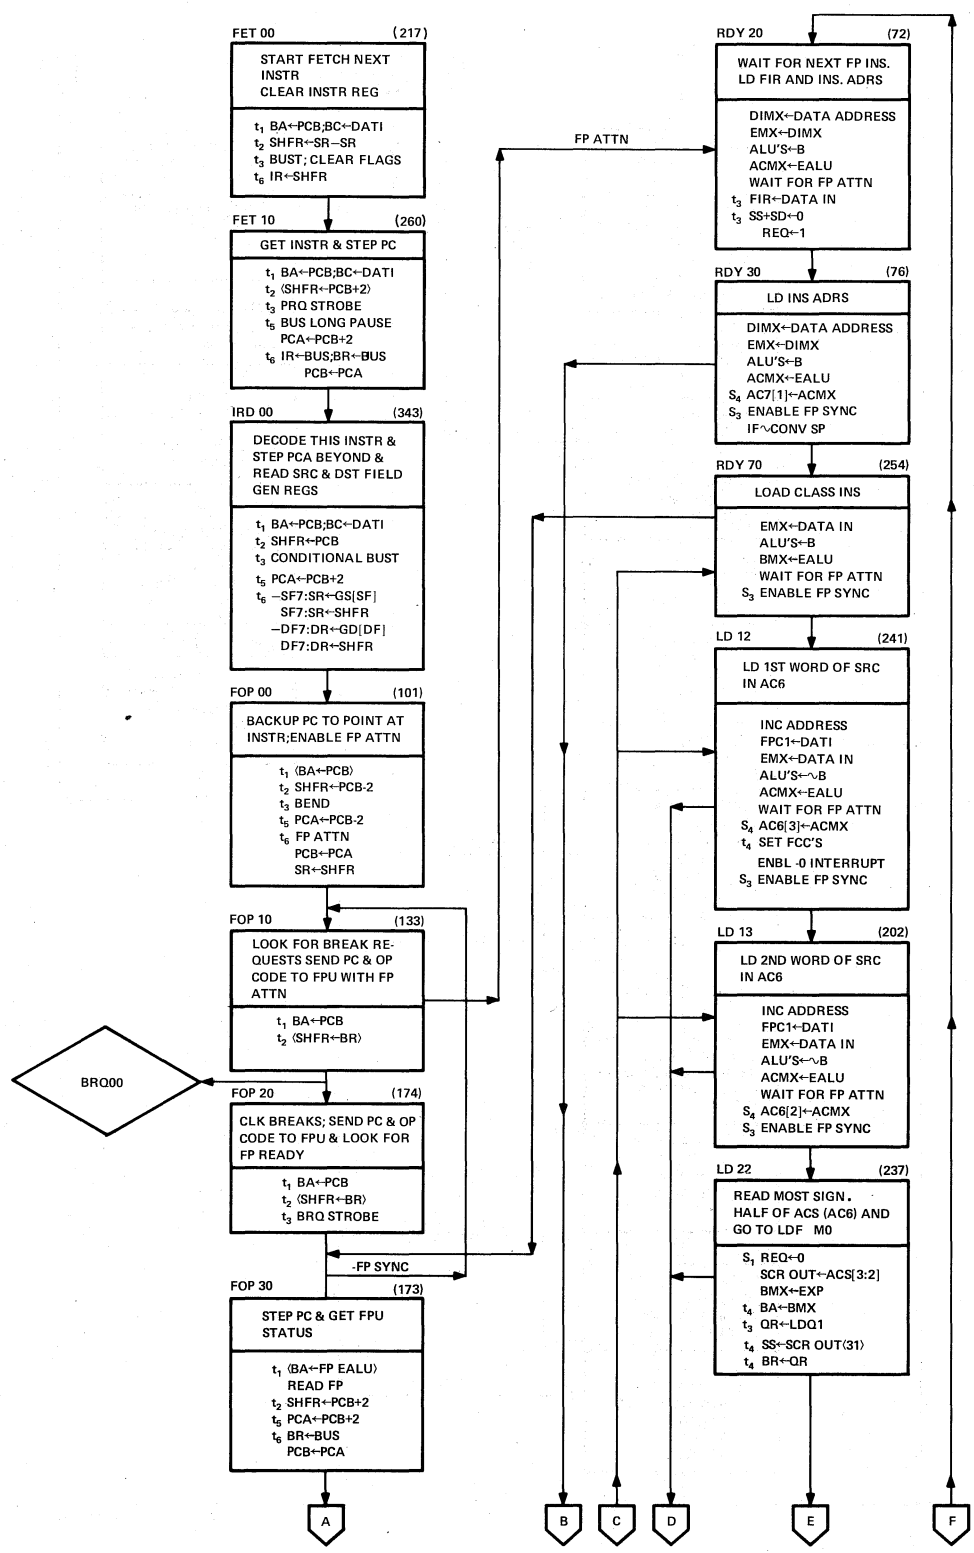 FET 00 (217)
START FETCH NEXT
INSTR
CLEAR INSTR REG
t1 BA←PCB;BC←DATI
t2 SHFR←SR−SR
t3 BUST; CLEAR FLAGS
t6 IR←SHFR
FET 10 (260)
GET INSTR & STEP PC
t1 BA←PCB;BC←DATI
t2 ⟨SHFR←PCB+2⟩
t3 PRQ STROBE
t5 BUS LONG PAUSE
PCA←PCB+2
t6 IR←BUS;BR←BUS
PCB←PCA
IRD 00 (343)
DECODE THIS INSTR &
STEP PCA BEYOND &
READ SRC & DST FIELD
GEN REGS
t1 BA←PCB;BC←DATI
t2 SHFR←PCB
t3 CONDITIONAL BUST
t5 PCA←PCB+2
t6 −SF7:SR←GS[SF]
SF7:SR←SHFR
−DF7:DR←GD[DF]
DF7:DR←SHFR
FOP 00 (101)
BACKUP PC TO POINT AT
INSTR;ENABLE FP ATTN
t1 ⟨BA←PCB⟩
t2 SHFR←PCB-2
t3 BEND
t5 PCA←PCB-2
t6 FP ATTN
PCB←PCA
SR←SHFR
FOP 10 (133)
LOOK FOR BREAK RE-
QUESTS SEND PC & OP
CODE TO FPU WITH FP
ATTN
t1 BA←PCB
t2 ⟨SHFR←BR⟩
BRQ00
FOP 20 (174)
CLK BREAKS; SEND PC & OP
CODE TO FPU & LOOK FOR
FP READY
t1 BA←PCB
t2 ⟨SHFR←BR⟩
t3 BRQ STROBE
-FP SYNC
FOP 30 (173)
STEP PC & GET FPU
STATUS
t1 ⟨BA←FP EALU⟩
READ FP
t2 SHFR←PCB+2
t5 PCA←PCB+2
t6 BR←BUS
PCB←PCA
A
FP ATTN
RDY 20 (72)
WAIT FOR NEXT FP INS.
LD FIR AND INS. ADRS
DIMX←DATA ADDRESS
EMX←DIMX
ALU'S←B
ACMX←EALU
WAIT FOR FP ATTN
t3 FIR←DATA IN
t3 SS+SD←0
REQ←1
RDY 30 (76)
LD INS ADRS
DIMX←DATA ADDRESS
EMX←DIMX
ALU'S←B
ACMX←EALU
S4 AC7[1]←ACMX
S3 ENABLE FP SYNC
IF∿CONV SP
RDY 70 (254)
LOAD CLASS INS
EMX←DATA IN
ALU'S←B
BMX←EALU
WAIT FOR FP ATTN
S3 ENABLE FP SYNC
LD 12 (241)
LD 1ST WORD OF SRC
IN AC6
INC ADDRESS
FPC1←DATI
EMX←DATA IN
ALU'S←∿B
ACMX←EALU
WAIT FOR FP ATTN
S4 AC6[3]←ACMX
t4 SET FCC'S
ENBL -0 INTERRUPT
S3 ENABLE FP SYNC
LD 13 (202)
LD 2ND WORD OF SRC
IN AC6
INC ADDRESS
FPC1←DATI
EMX←DATA IN
ALU'S←∿B
ACMX←EALU
WAIT FOR FP ATTN
S4 AC6[2]←ACMX
S3 ENABLE FP SYNC
LD 22 (237)
READ MOST SIGN.
HALF OF ACS (AC6) AND
GO TO LDF M0
S1 REQ←0
SCR OUT←ACS[3:2]
BMX←EXP
t4 BA←BMX
t3 QR←LDQ1
t4 SS←SCR OUT⟨31⟩
t4 BR←QR
B
C
D
E
F